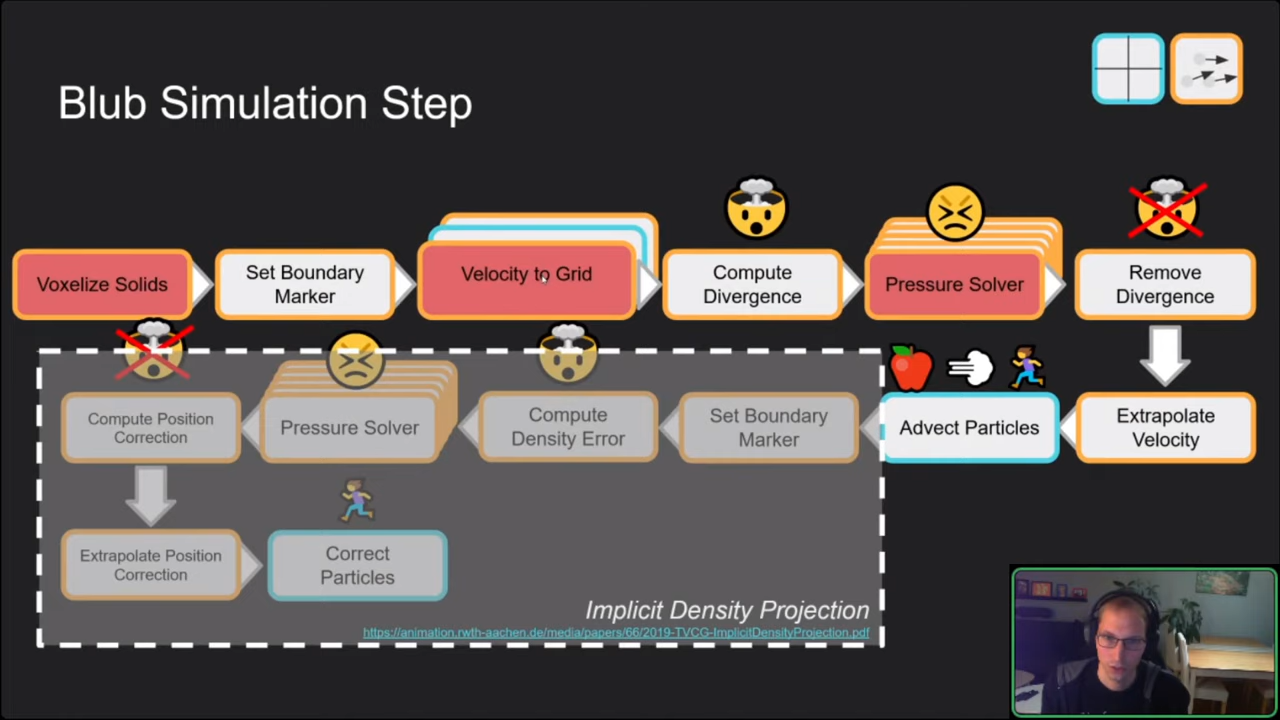 Blub Simulation Step
Voxelize Solids
Set Boundary
Marker
Velocity to Grid
Compute
Divergence
Pressure Solver
Remove
Divergence
Extrapolate
Velocity
Advect Particles
Set Boundary
Marker
Compute
Density Error
Pressure Solver
Compute Position
Correction
Extrapolate Position
Correction
Correct
Particles
Implicit Density Projection
https://animation.rwth-aachen.de/media/papers/66/2019-TVCG-ImplicitDensityProjection.pdf